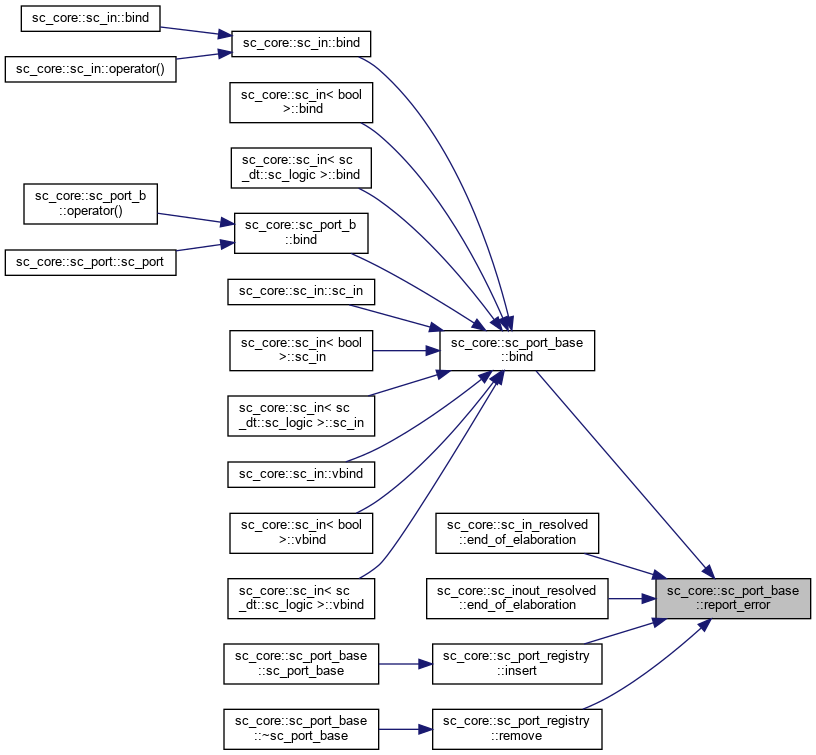 sc_core::sc_in::bind
sc_core::sc_in::operator()
sc_core::sc_in::bind
sc_core::sc_in< bool
>::bind
sc_core::sc_in< sc
_dt::sc_logic >::bind
sc_core::sc_port_b
::operator()
sc_core::sc_port::sc_port
sc_core::sc_port_b
::bind
sc_core::sc_in::sc_in
sc_core::sc_in< bool
>::sc_in
sc_core::sc_in< sc
_dt::sc_logic >::sc_in
sc_core::sc_in::vbind
sc_core::sc_in< bool
>::vbind
sc_core::sc_in< sc
_dt::sc_logic >::vbind
sc_core::sc_port_base
::sc_port_base
sc_core::sc_port_base
::~sc_port_base
sc_core::sc_port_base
::bind
sc_core::sc_in_resolved
::end_of_elaboration
sc_core::sc_inout_resolved
::end_of_elaboration
sc_core::sc_port_registry
::insert
sc_core::sc_port_registry
::remove
sc_core::sc_port_base
::report_error